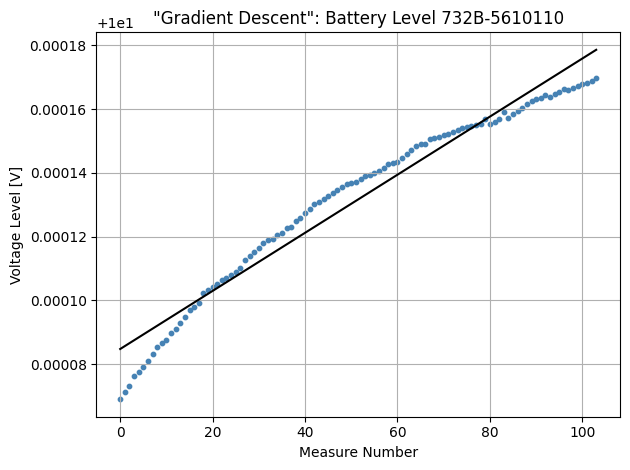 "Gradient Descent": Battery Level 732B-5610110
+1e1
0.00018
0.00016
0.00014
0.00012
0.00010
0.00008
Voltage Level [V]
0 20 40 60 80 100
Measure Number